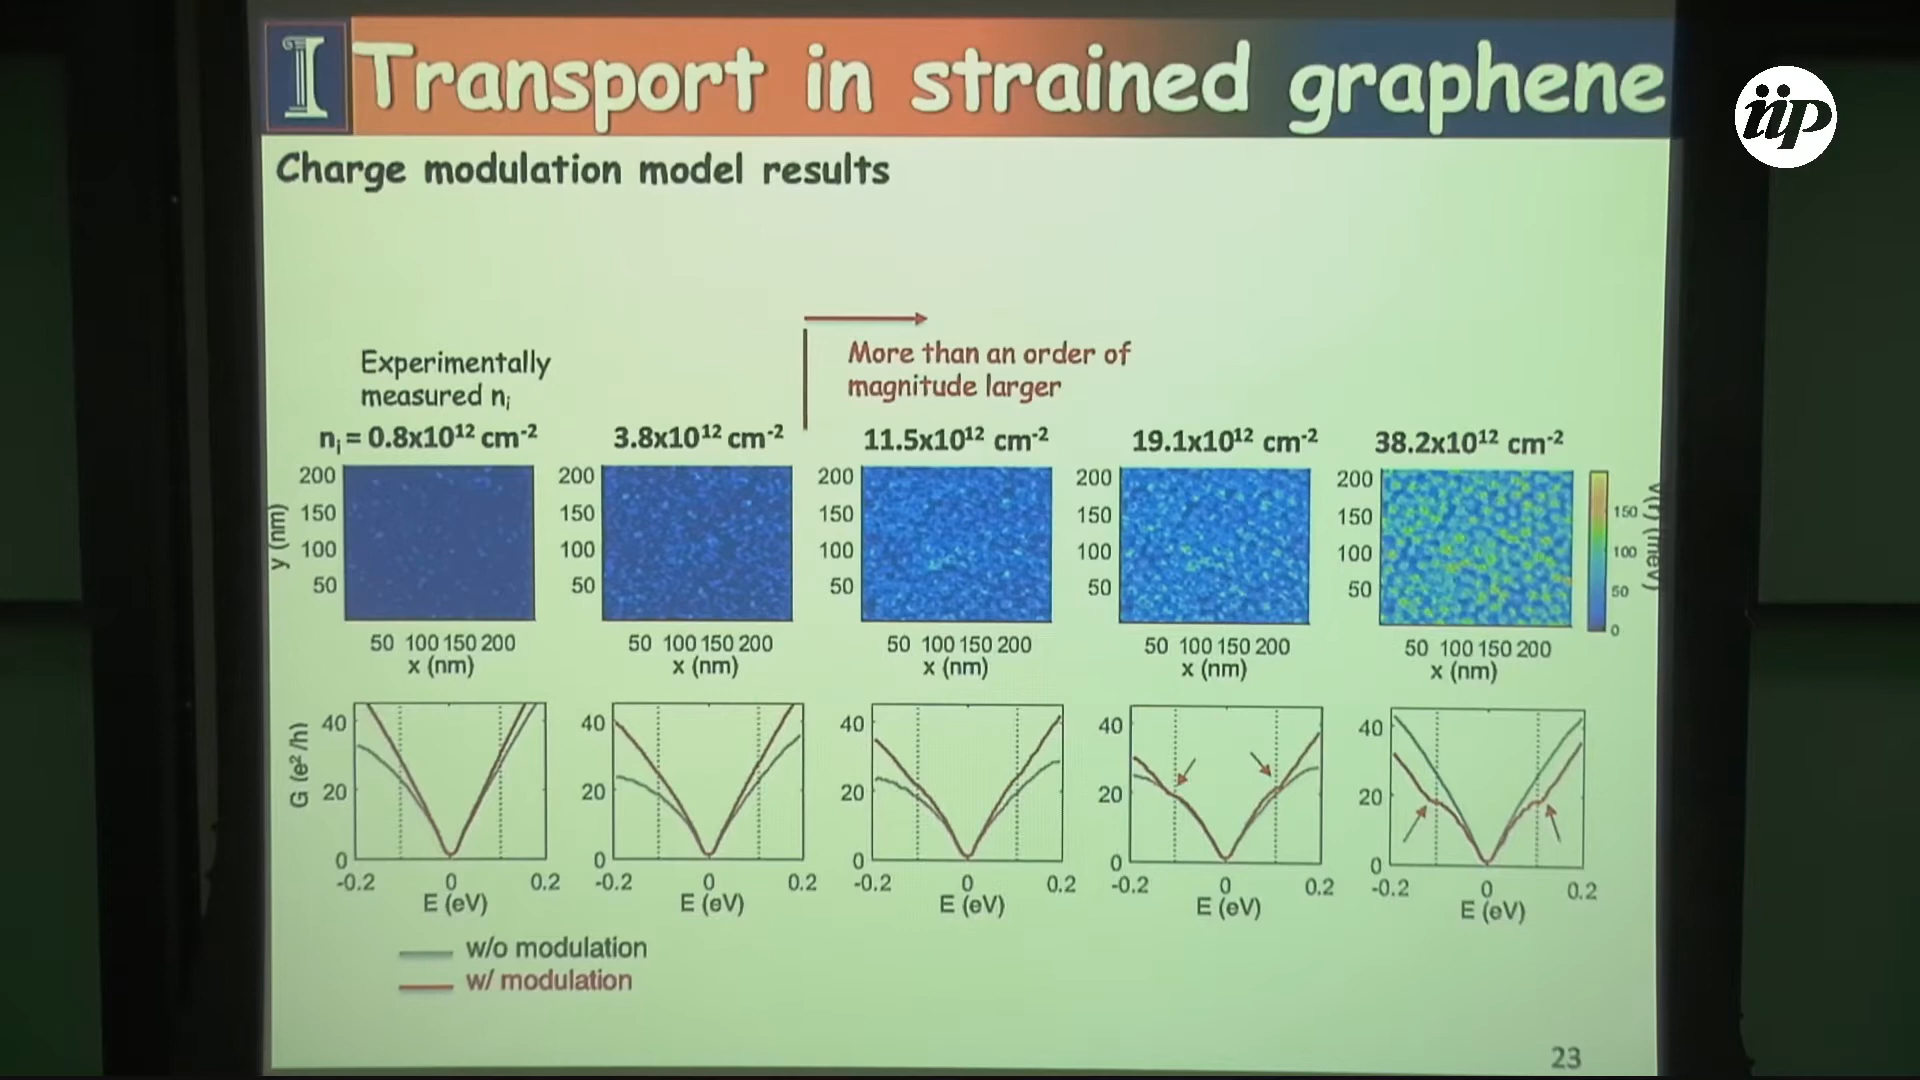 I Transport in strained graphene
iip
Charge modulation model results
Experimentally
measured nᵢ
More than an order of
magnitude larger
nᵢ = 0.8x10¹² cm⁻²
3.8x10¹² cm⁻²
11.5x10¹² cm⁻²
19.1x10¹² cm⁻²
38.2x10¹² cm⁻²
y (nm)
200
150
100
50
200
150
100
50
200
150
100
50
200
150
100
50
200
150
100
50
150
100
50
0
V(r) (meV)
50 100 150 200
50 100 150 200
50 100 150 200
50 100 150 200
50 100 150 200
x (nm)
x (nm)
x (nm)
x (nm)
x (nm)
G (e²/h)
40
20
0
40
20
0
40
20
0
40
20
0
40
20
0
-0.2 0 0.2
-0.2 0 0.2
-0.2 0 0.2
-0.2 0 0.2
-0.2 0 0.2
E (eV)
E (eV)
E (eV)
E (eV)
E (eV)
w/o modulation
w/ modulation
23